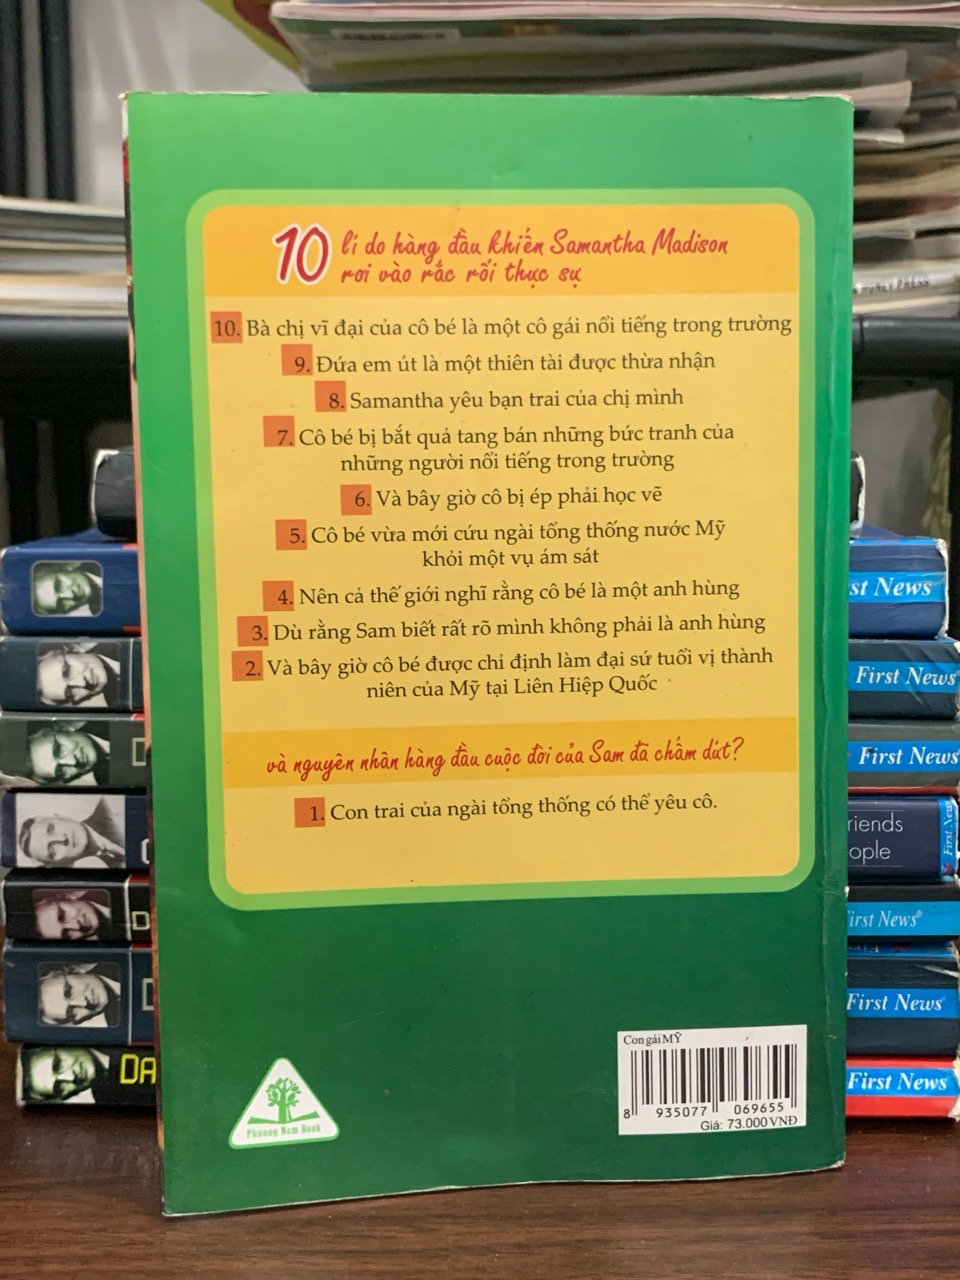 10 lí do hàng đầu khiến Samantha Madison
rơi vào rắc rối thực sự
10. Bà chị vĩ đại của cô bé là một cô gái nổi tiếng trong trường
9. Đứa em út là một thiên tài được thừa nhận
8. Samantha yêu bạn trai của chị mình
7. Cô bé bị bắt quả tang bán những bức tranh của
những người nổi tiếng trong trường
6. Và bây giờ cô bị ép phải học vẽ
5. Cô bé vừa mới cứu ngài tổng thống nước Mỹ
khỏi một vụ ám sát
4. Nên cả thế giới nghĩ rằng cô bé là một anh hùng
3. Dù rằng Sam biết rất rõ mình không phải là anh hùng
2. Và bây giờ cô bé được chỉ định làm đại sứ tuổi vị thành
niên của Mỹ tại Liên Hiệp Quốc
và nguyên nhân hàng đầu cuộc đời của Sam đã chấm dứt?
1. Con trai của ngài tổng thống có thể yêu cô.
Phuong Nam Book
Con gái MỸ
8 935077 069655
Giá: 73.000 VNĐ
st News
First News
First News
riends
ople
First News
irst News
First News
First News
DA